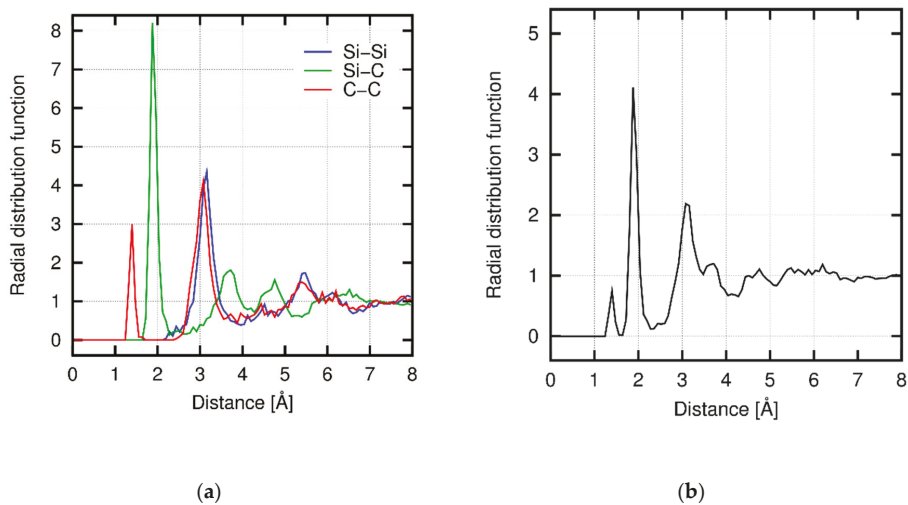 8
7
6
5
4
3
2
1
0
Radial distribution function
Si–Si
Si–C
C–C
0 1 2 3 4 5 6 7 8
Distance [Å]
(a)
5
4
3
2
1
0
Radial distribution function
0 1 2 3 4 5 6 7 8
Distance [Å]
(b)